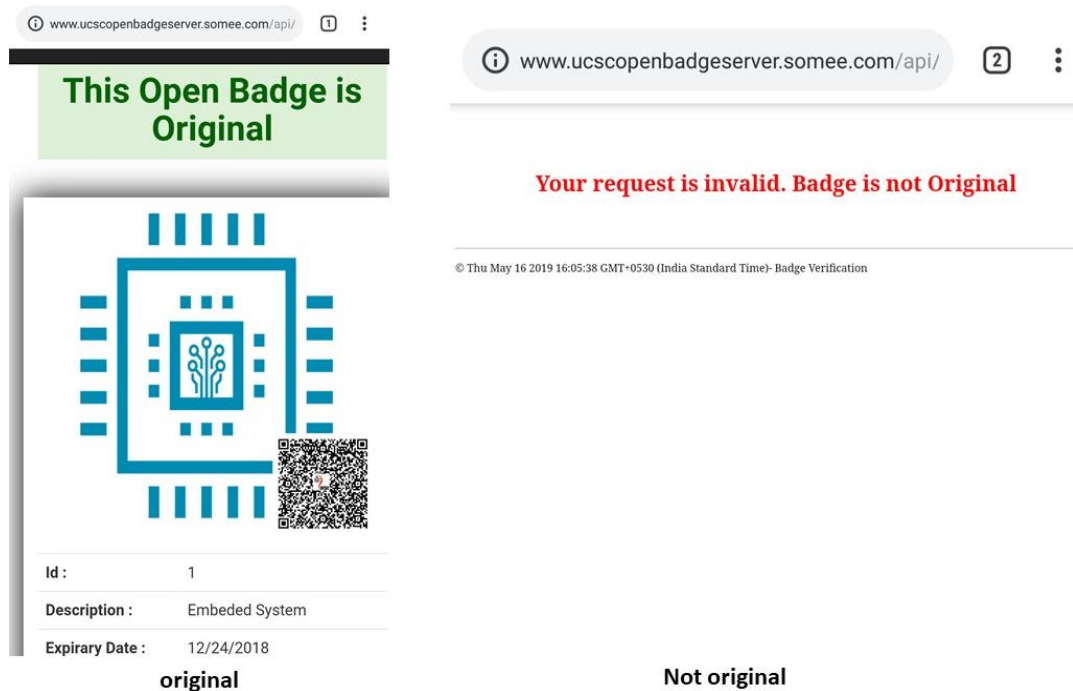 www.ucscopenbadgeserver.somee.com/api/
1
This Open Badge is
Original
Id :
1
Description :
Embeded System
Expirary Date :
12/24/2018
original
www.ucscopenbadgeserver.somee.com/api/
2
Your request is invalid. Badge is not Original
© Thu May 16 2019 16:05:38 GMT+0530 (India Standard Time)- Badge Verification
Not original